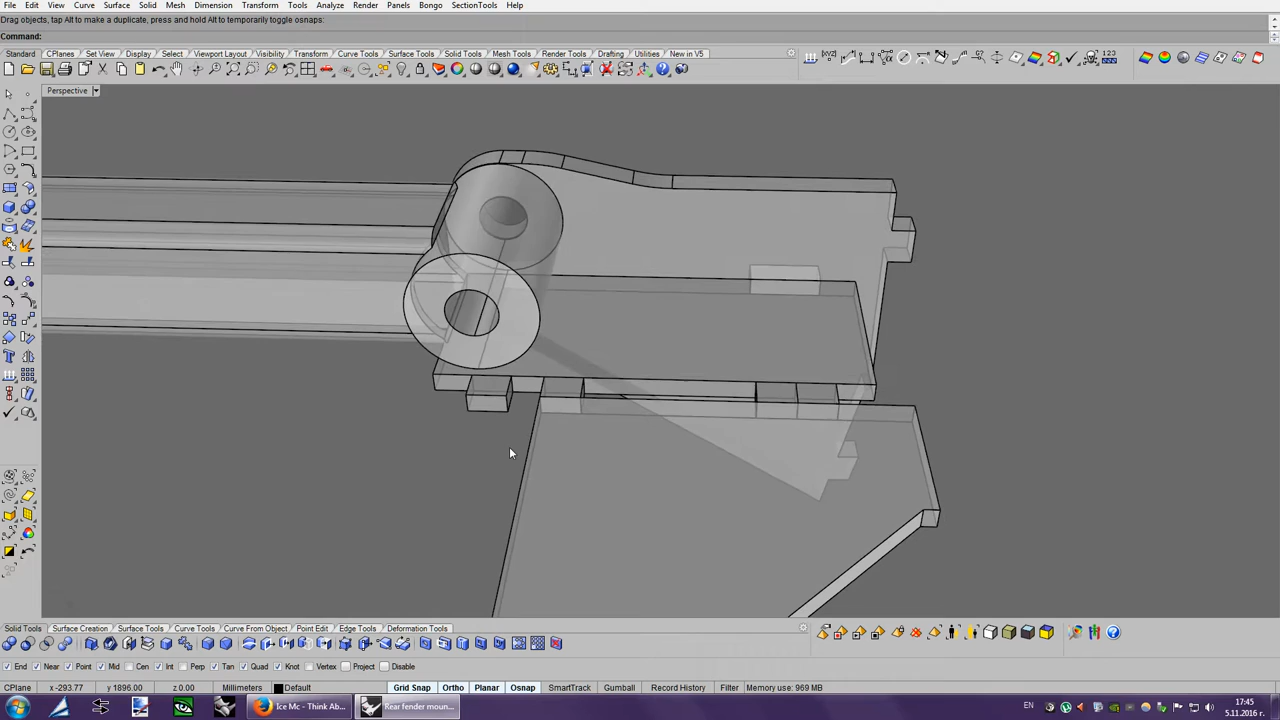 File Edit View Curve Surface Solid Mesh Dimension Transform Tools Analyze Render Panels Bongo SectionTools Help
Drag objects, tap Alt to make a duplicate, press and hold Alt to temporarily toggle osnaps:
Command:
Standard CPlanes Set View Display Select Viewport Layout Visibility Transform Curve Tools Surface Tools Solid Tools Mesh Tools Render Tools Drafting Utilities New in V5
Perspective
Solid Tools Surface Creation Surface Tools Curve Tools Curve From Object Point Edit Edge Tools Deformation Tools
End Near Point Mid Cen Int Perp Tan Quad Knot Vertex Project Disable
CPlane x -293.77 y 1896.00 z 0.00 Millimeters Default Grid Snap Ortho Planar Osnap SmartTrack Gumball Record History Filter Memory use: 969 MB
Ice Mc - Think Ab... Rear fender moun... EN 17:45
5.11.2016 г.